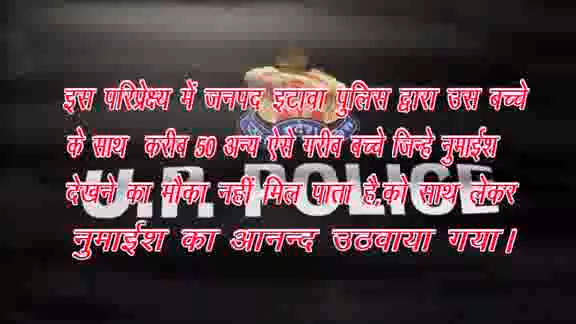 इस परिप्रेक्ष्य में जनपद इटावा पुलिस द्वारा उस बच्चे
के साथ करीब 50 अन्य ऐसे गरीब बच्चे जिन्हे नुमाईश
देखने का मौका नहीं मिल पाता है,को साथ लेकर
U.P. POLICE
नुमाईश का आनन्द उठवाया गया।